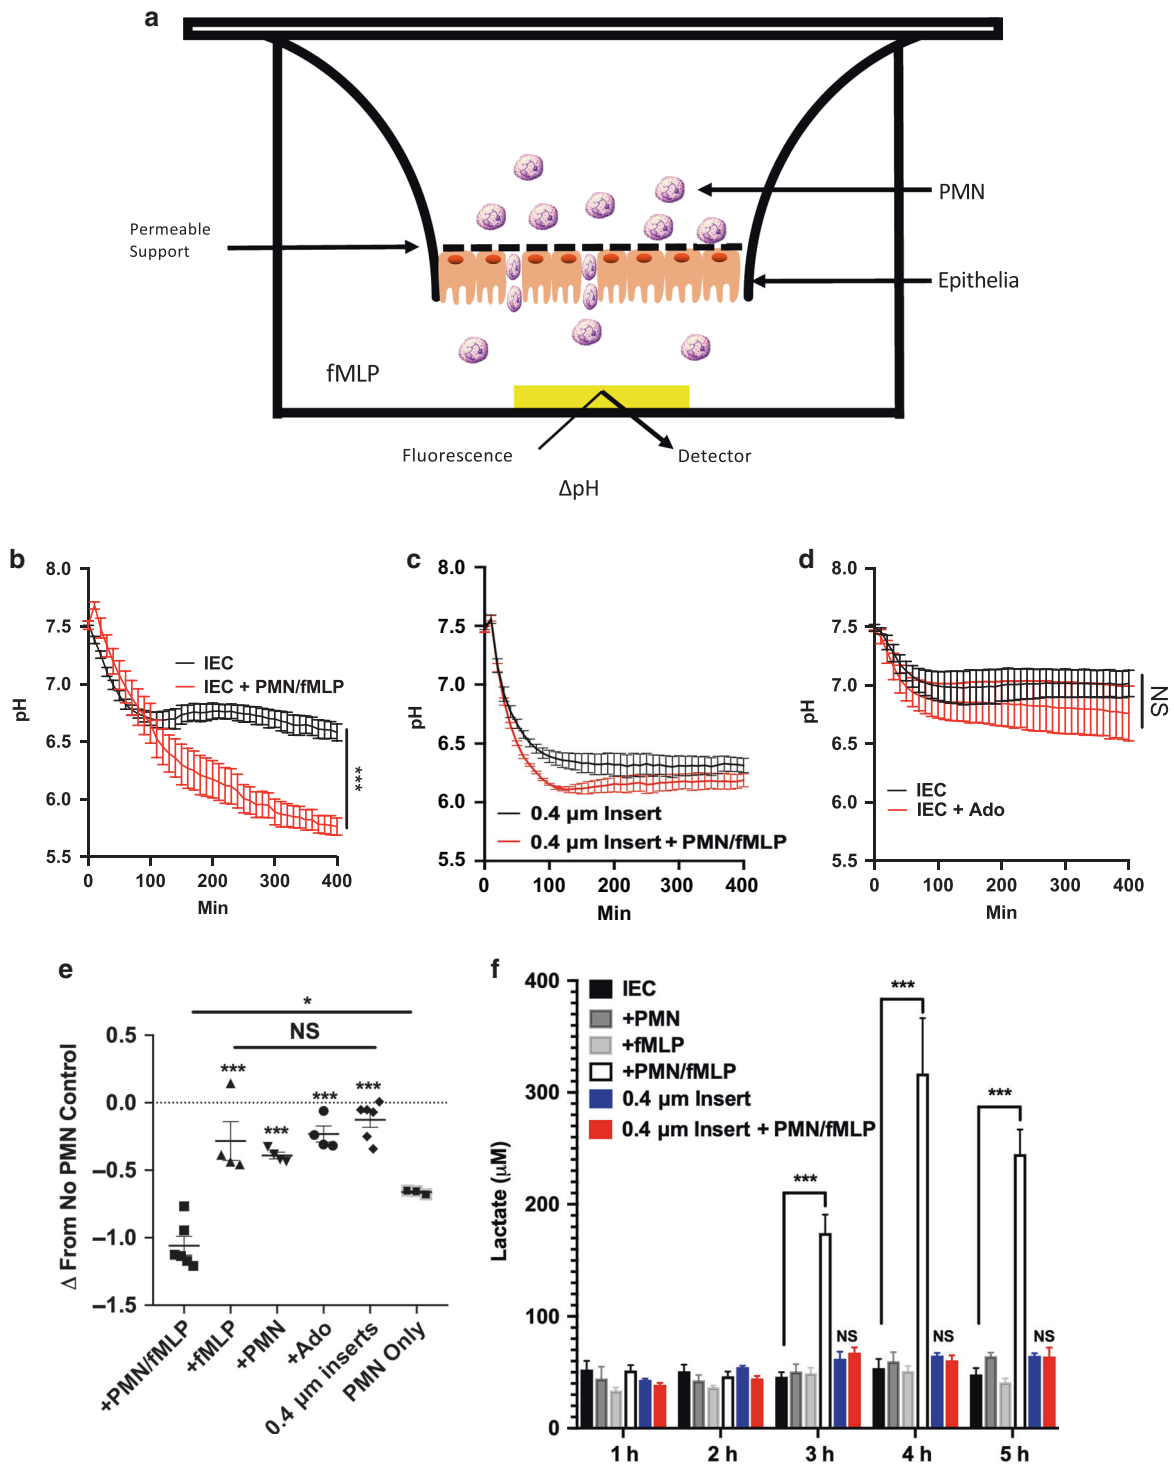 a
PMN
Permeable
Support
Epithelia
fMLP
Fluorescence
Detector
ΔpH
b
8.0
7.5
7.0
6.5
6.0
5.5
pH
IEC
IEC + PMN/fMLP
***
0
100
200
300
400
Min
c
8.0
7.5
7.0
6.5
6.0
5.5
pH
0.4 µm Insert
0.4 µm Insert + PMN/fMLP
0
100
200
300
400
Min
d
8.0
7.5
7.0
6.5
6.0
5.5
pH
NS
IEC
IEC + Ado
0
100
200
300
400
Min
e
Δ From No PMN Control
0.5
0.0
–0.5
–1.0
–1.5
*
NS
***
***
***
***
+PMN/fMLP
+fMLP
+PMN
+Ado
0.4 µm inserts
PMN Only
f
Lactate (µM)
400
300
200
100
0
IEC
+PMN
+fMLP
+PMN/fMLP
0.4 µm Insert
0.4 µm Insert + PMN/fMLP
***
***
***
NS
NS
NS
1 h
2 h
3 h
4 h
5 h